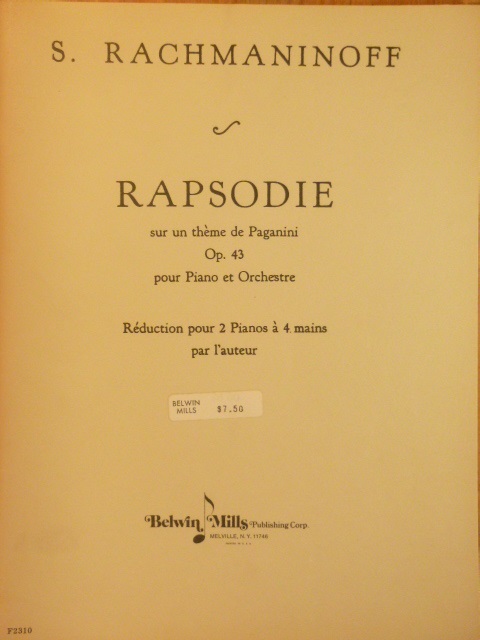 S. RACHMANINOFF
RAPSODIE
sur un thème de Paganini
Op. 43
pour Piano et Orchestre
Réduction pour 2 Pianos à 4 mains
par l'auteur
BELWIN
MILLS $7.50
Belwin Mills Publishing Corp.
MELVILLE, N.Y. 11746
F2310